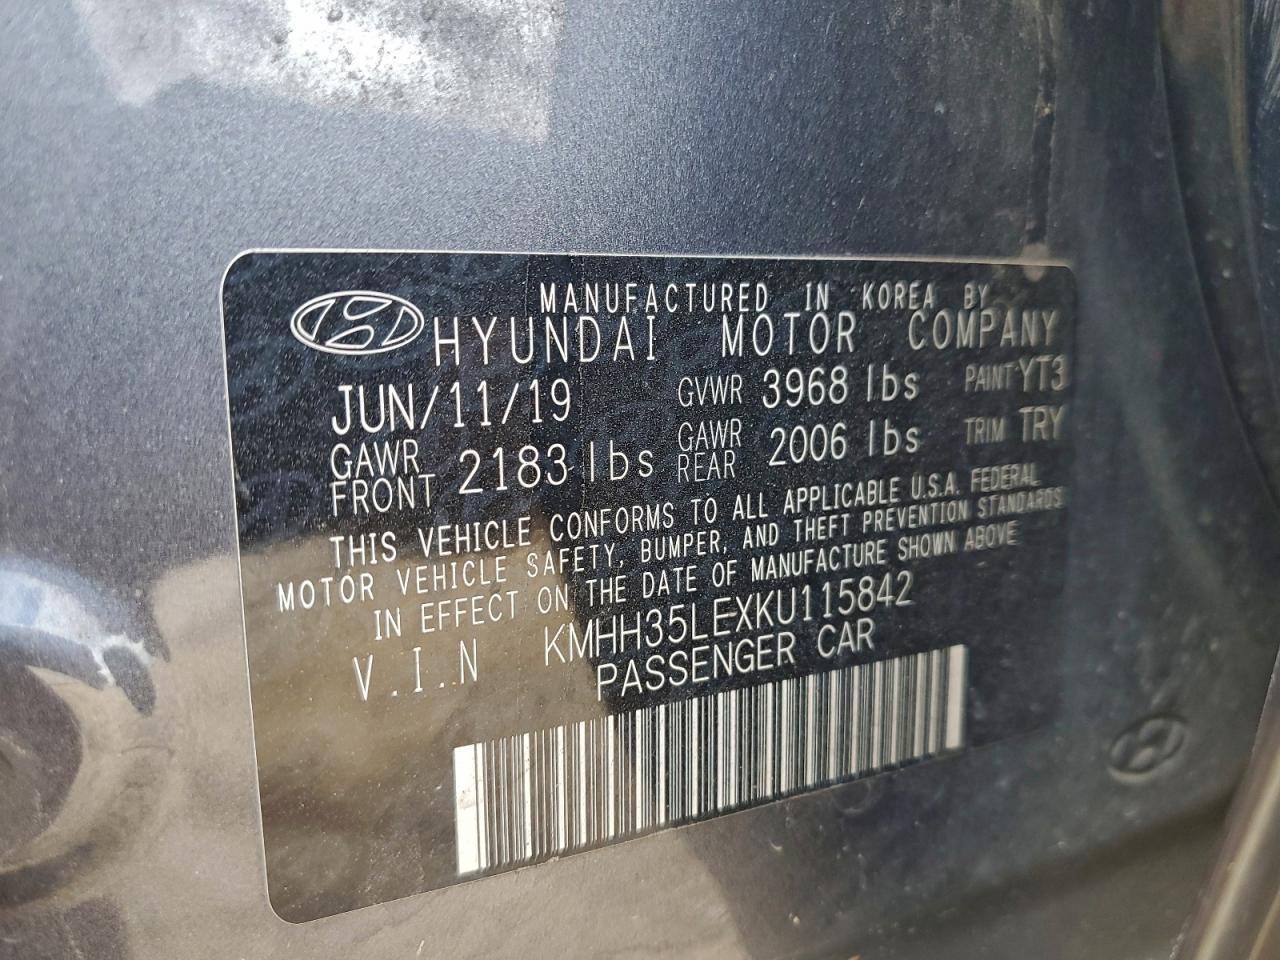 MANUFACTURED IN KOREA BY
HYUNDAI MOTOR COMPANY
JUN/11/19 GVWR 3968 lbs PAINT YT3
GAWR FRONT 2183 lbs GAWR REAR 2006 lbs TRIM TRY
THIS VEHICLE CONFORMS TO ALL APPLICABLE U.S.A. FEDERAL
MOTOR VEHICLE SAFETY, BUMPER, AND THEFT PREVENTION STANDARDS
IN EFFECT ON THE DATE OF MANUFACTURE SHOWN ABOVE
V.I.N KMHH35LEXKU115842
PASSENGER CAR